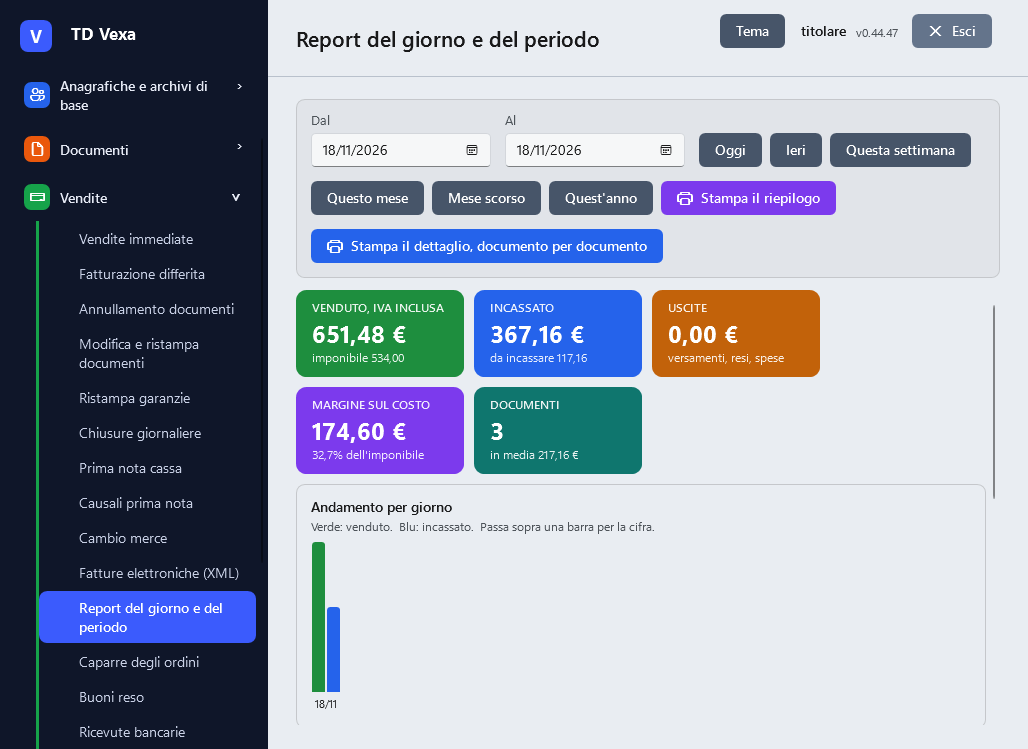 V TD Vexa
Anagrafiche e archivi di
base
Documenti
Vendite
Vendite immediate
Fatturazione differita
Annullamento documenti
Modifica e ristampa
documenti
Ristampa garanzie
Chiusure giornaliere
Prima nota cassa
Causali prima nota
Cambio merce
Fatture elettroniche (XML)
Report del giorno e del
periodo
Caparre degli ordini
Buoni reso
Ricevute bancarie
Report del giorno e del periodo
Tema titolare v0.44.47 Esci
Dal Al
18/11/2026 18/11/2026 Oggi Ieri Questa settimana
Questo mese Mese scorso Quest'anno Stampa il riepilogo
Stampa il dettaglio, documento per documento
VENDUTO, IVA INCLUSA
651,48 €
imponibile 534,00
INCASSATO
367,16 €
da incassare 117,16
USCITE
0,00 €
versamenti, resi, spese
MARGINE SUL COSTO
174,60 €
32,7% dell'imponibile
DOCUMENTI
3
in media 217,16 €
Andamento per giorno
Verde: venduto. Blu: incassato. Passa sopra una barra per la cifra.
18/11